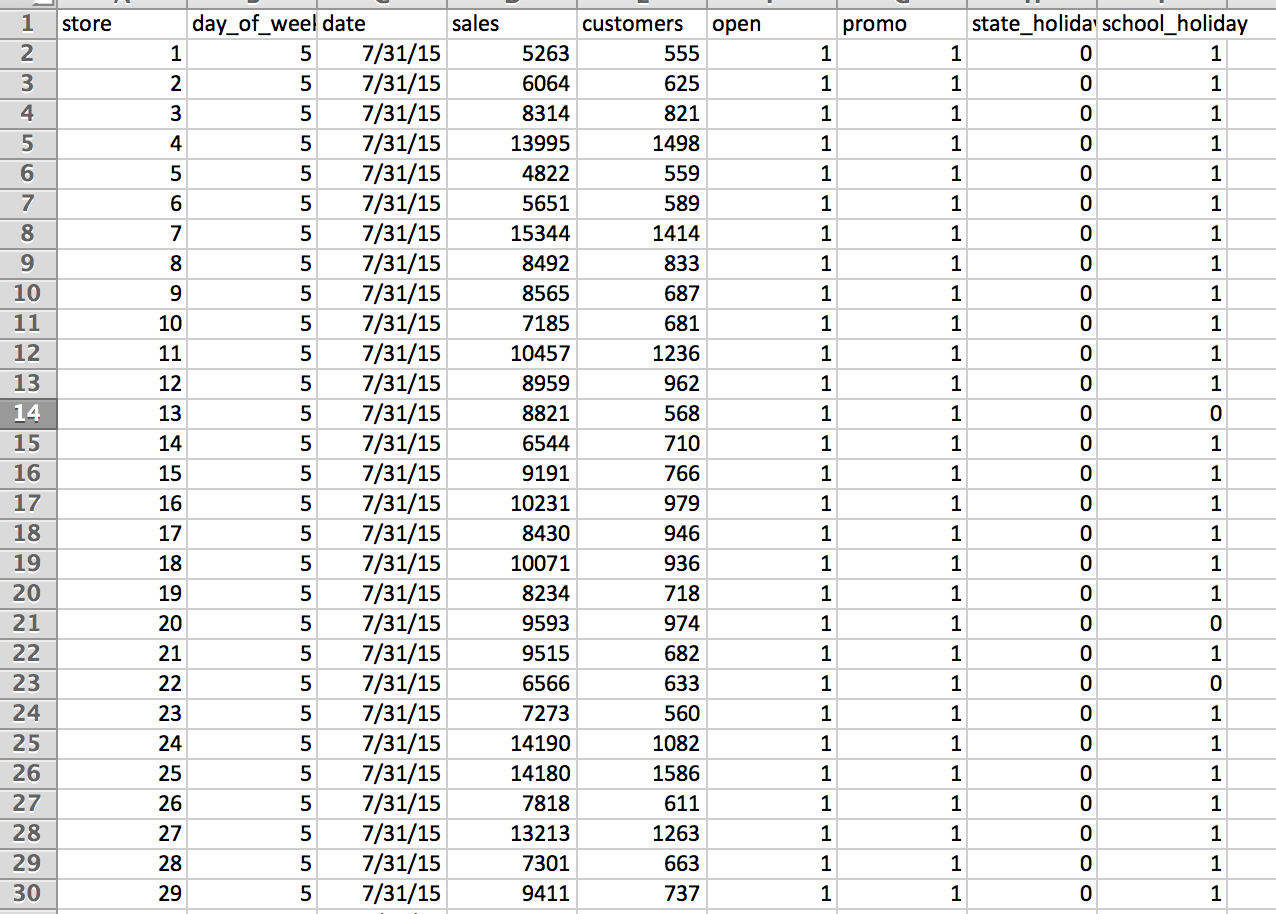 1 store day_of_week date sales customers open promo state_holiday school_holiday
2 1 5 7/31/15 5263 555 1 1 0 1
3 2 5 7/31/15 6064 625 1 1 0 1
4 3 5 7/31/15 8314 821 1 1 0 1
5 4 5 7/31/15 13995 1498 1 1 0 1
6 5 5 7/31/15 4822 559 1 1 0 1
7 6 5 7/31/15 5651 589 1 1 0 1
8 7 5 7/31/15 15344 1414 1 1 0 1
9 8 5 7/31/15 8492 833 1 1 0 1
10 9 5 7/31/15 8565 687 1 1 0 1
11 10 5 7/31/15 7185 681 1 1 0 1
12 11 5 7/31/15 10457 1236 1 1 0 1
13 12 5 7/31/15 8959 962 1 1 0 1
14 13 5 7/31/15 8821 568 1 1 0 0
15 14 5 7/31/15 6544 710 1 1 0 1
16 15 5 7/31/15 9191 766 1 1 0 1
17 16 5 7/31/15 10231 979 1 1 0 1
18 17 5 7/31/15 8430 946 1 1 0 1
19 18 5 7/31/15 10071 936 1 1 0 1
20 19 5 7/31/15 8234 718 1 1 0 1
21 20 5 7/31/15 9593 974 1 1 0 0
22 21 5 7/31/15 9515 682 1 1 0 1
23 22 5 7/31/15 6566 633 1 1 0 0
24 23 5 7/31/15 7273 560 1 1 0 1
25 24 5 7/31/15 14190 1082 1 1 0 1
26 25 5 7/31/15 14180 1586 1 1 0 1
27 26 5 7/31/15 7818 611 1 1 0 1
28 27 5 7/31/15 13213 1263 1 1 0 1
29 28 5 7/31/15 7301 663 1 1 0 1
30 29 5 7/31/15 9411 737 1 1 0 1